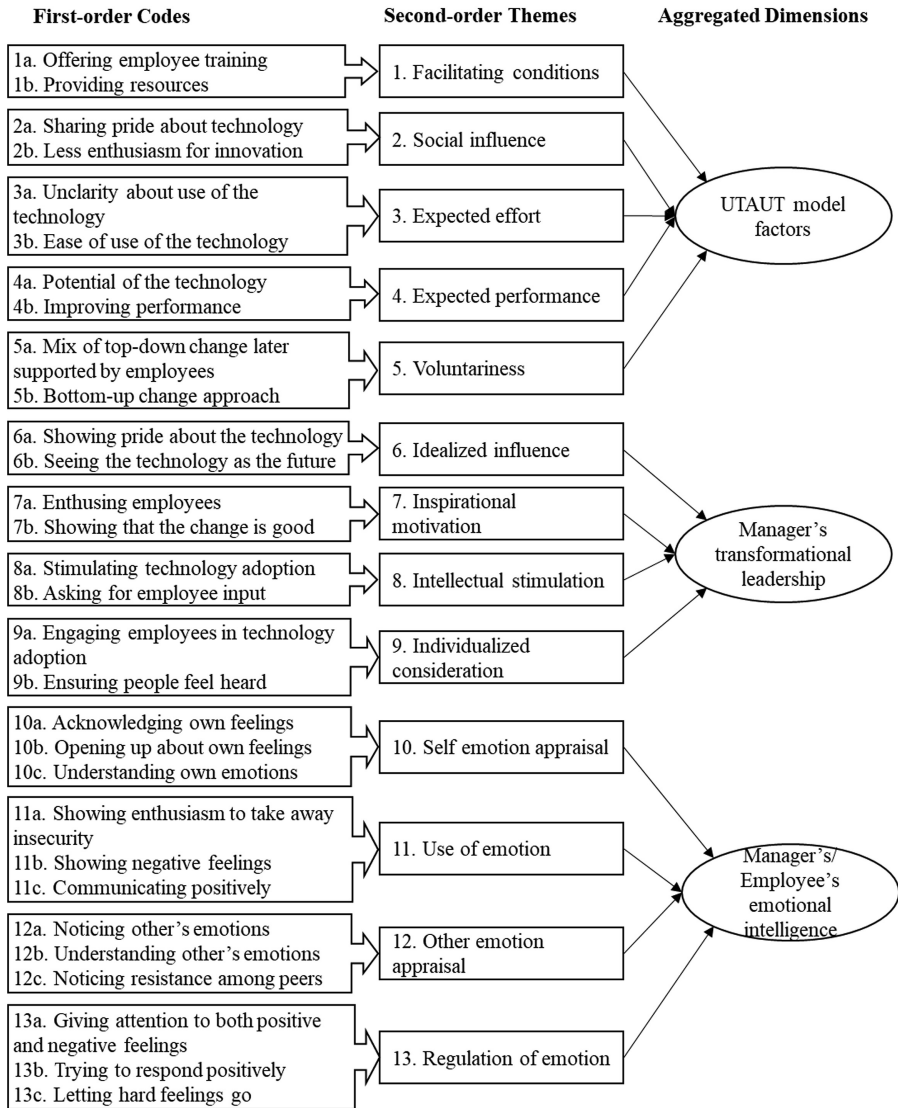 First-order Codes
Second-order Themes
Aggregated Dimensions
1a. Offering employee training
1b. Providing resources
1. Facilitating conditions
2a. Sharing pride about technology
2b. Less enthusiasm for innovation
2. Social influence
3a. Unclarity about use of the
technology
3b. Ease of use of the technology
3. Expected effort
4a. Potential of the technology
4b. Improving performance
4. Expected performance
5a. Mix of top-down change later
supported by employees
5b. Bottom-up change approach
5. Voluntariness
UTAUT model
factors
6a. Showing pride about the technology
6b. Seeing the technology as the future
6. Idealized influence
7a. Enthusing employees
7b. Showing that the change is good
7. Inspirational
motivation
8a. Stimulating technology adoption
8b. Asking for employee input
8. Intellectual stimulation
9a. Engaging employees in technology
adoption
9b. Ensuring people feel heard
9. Individualized
consideration
Manager's
transformational
leadership
10a. Acknowledging own feelings
10b. Opening up about own feelings
10c. Understanding own emotions
10. Self emotion appraisal
11a. Showing enthusiasm to take away
insecurity
11b. Showing negative feelings
11c. Communicating positively
11. Use of emotion
12a. Noticing other's emotions
12b. Understanding other's emotions
12c. Noticing resistance among peers
12. Other emotion
appraisal
13a. Giving attention to both positive
and negative feelings
13b. Trying to respond positively
13c. Letting hard feelings go
13. Regulation of emotion
Manager's/
Employee's
emotional
intelligence